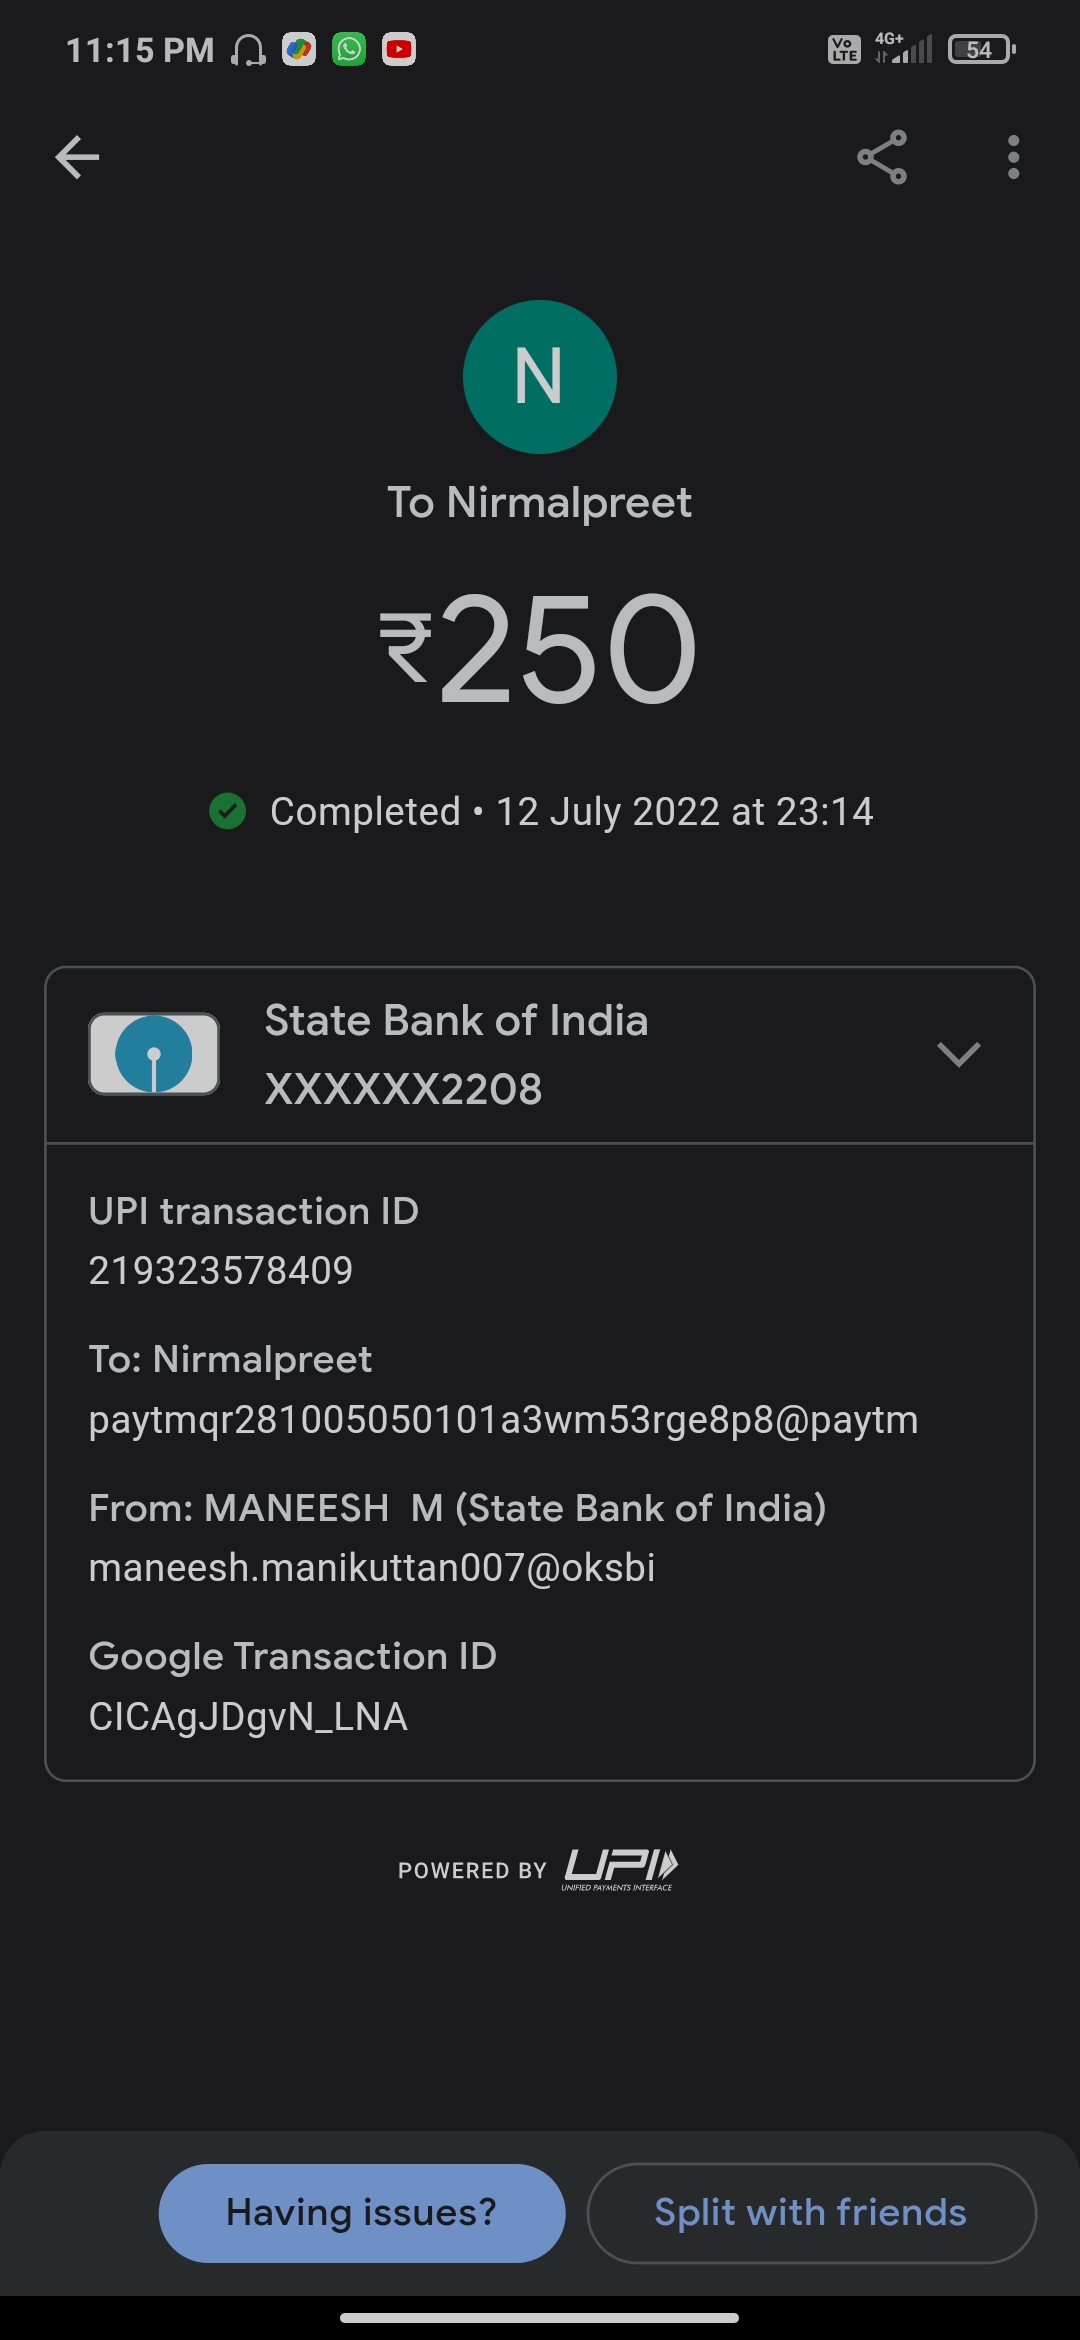 11:15 PM
Vo LTE 4G+ 54
N
To Nirmalpreet
₹250
Completed • 12 July 2022 at 23:14
State Bank of India
XXXXXX2208
UPI transaction ID
219323578409
To: Nirmalpreet
paytmqr281005050101a3wm53rge8p8@paytm
From: MANEESH  M (State Bank of India)
maneesh.manikuttan007@oksbi
Google Transaction ID
CICAgJDgvN_LNA
POWERED BY UPI
UNIFIED PAYMENTS INTERFACE
Having issues? Split with friends